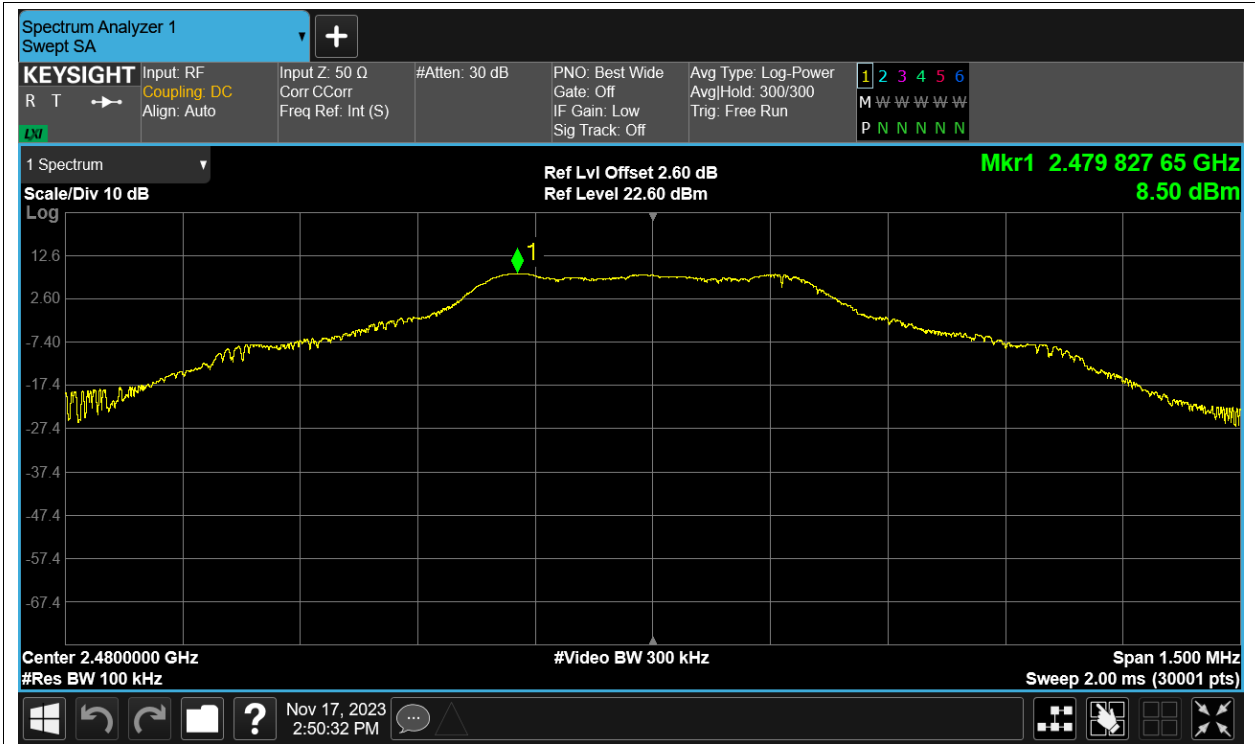 Spectrum Analyzer 1
Swept SA
KEYSIGHT
R T
LXI
Input: RF
Coupling: DC
Align: Auto
Input Z: 50 Ω
Corr CCorr
Freq Ref: Int (S)
#Atten: 30 dB
PNO: Best Wide
Gate: Off
IF Gain: Low
Sig Track: Off
Avg Type: Log-Power
Avg|Hold: 300/300
Trig: Free Run
1 2 3 4 5 6
M W W W W W
P N N N N N
1 Spectrum
Scale/Div 10 dB
Log
Ref Lvl Offset 2.60 dB
Ref Level 22.60 dBm
Mkr1 2.479 827 65 GHz
8.50 dBm
1
12.6
2.60
-7.40
-17.4
-27.4
-37.4
-47.4
-57.4
-67.4
Center 2.4800000 GHz
#Video BW 300 kHz
Span 1.500 MHz
#Res BW 100 kHz
Sweep 2.00 ms (30001 pts)
?
Nov 17, 2023
2:50:32 PM